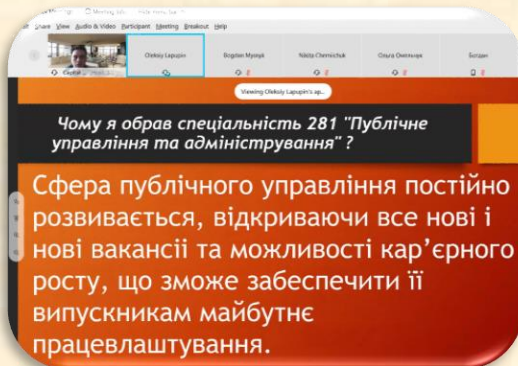 Share View Audio & Video Participant Meeting Breakout Help
Oleksiy Lapupin
Nikita Chernichuk
Богдан
Viewing Oleksiy Lapupin's ap...
Чому я обрав спеціальність 281 "Публічне
управління та адміністрування" ?
Сфера публічного управління постійно
розвивається, відкриваючи все нові і
нові вакансії та можливості кар’єрного
росту, що зможе забезпечити її
випускникам майбутнє
працевлаштування.